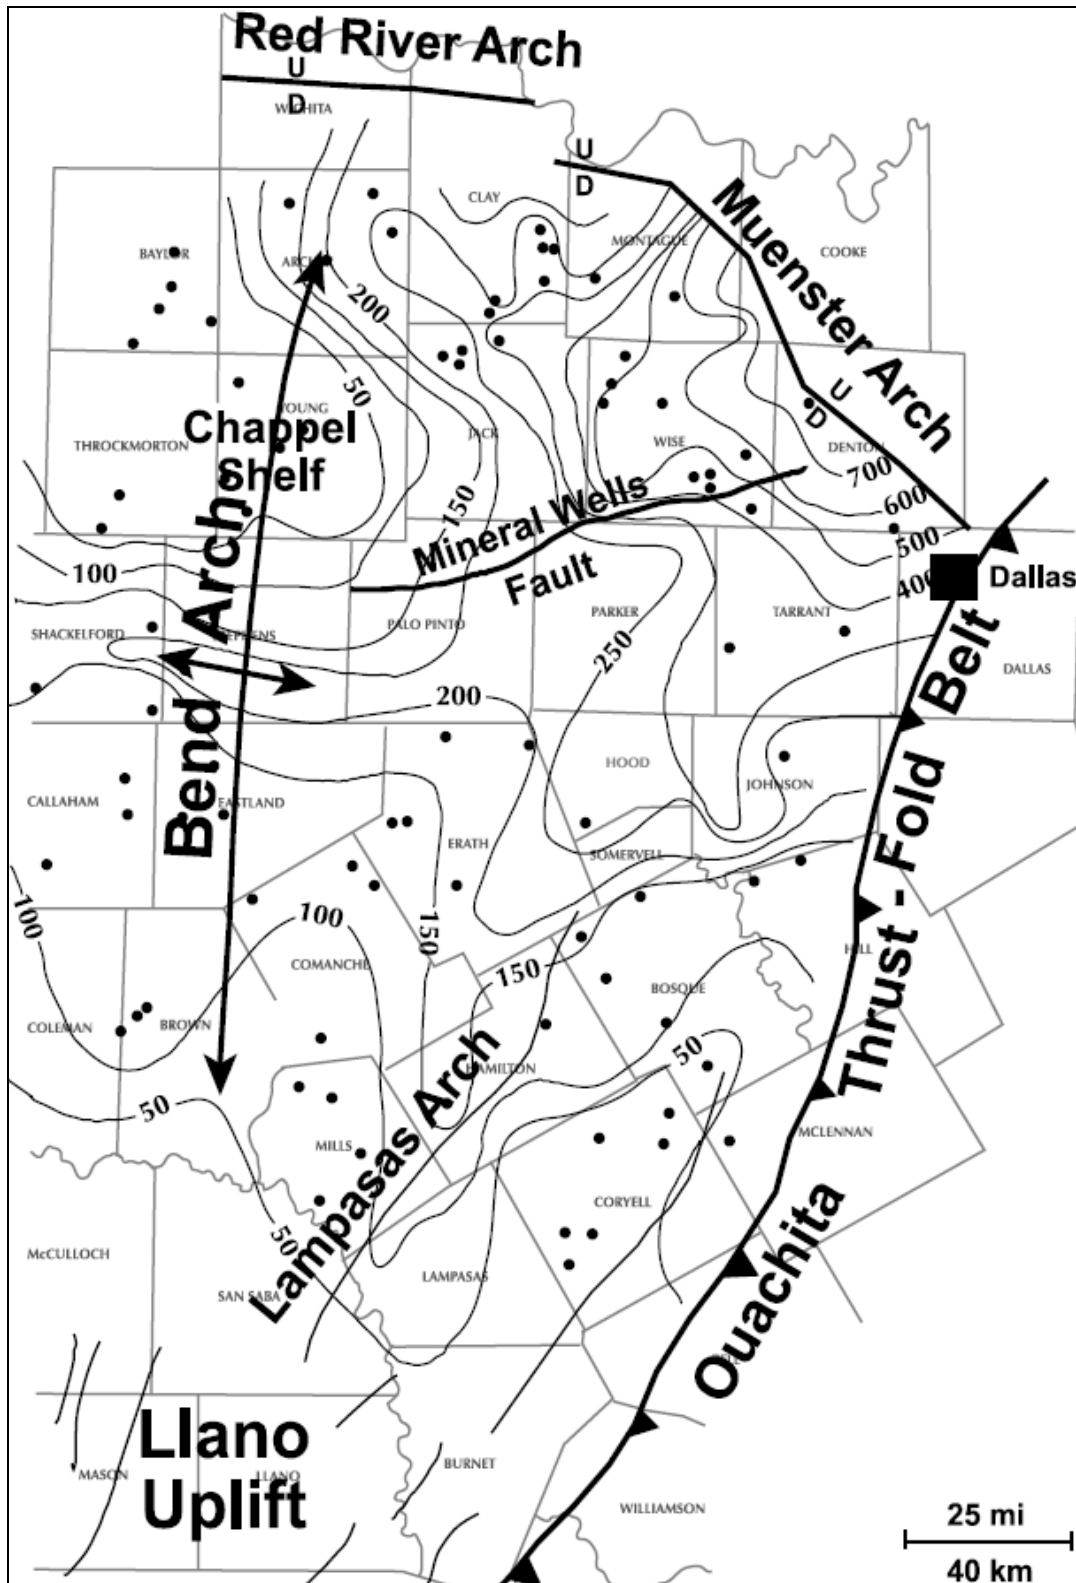 Red River Arch
U
D
WICHITA
U
D
CLAY
Muenster Arch
MONTAGUE
COOKE
BAYLOR
ARCHER
200
50
U
D
YOUNG
Chappel
Shelf
THROCKMORTON
JACK
WISE
DENTON
700
600
500
400
150
Mineral Wells
Fault
100
Dallas
SHACKELFORD
STEPHENS
PALO PINTO
PARKER
TARRANT
DALLAS
250
200
Bend Arch
HOOD
JOHNSON
CALLAHAM
EASTLAND
ERATH
SOMERVELL
100
100
150
150
COMANCHE
HILL
BOSQUE
COLEMAN
BROWN
50
HAMILTON
50
Lampasas Arch
MILLS
MCLENNAN
CORYELL
50
McCULLOCH
SAN SABA
LAMPASAS
Ouachita Thrust - Fold Belt
Llano
Uplift
MASON
LLANO
BURNET
WILLIAMSON
25 mi
40 km